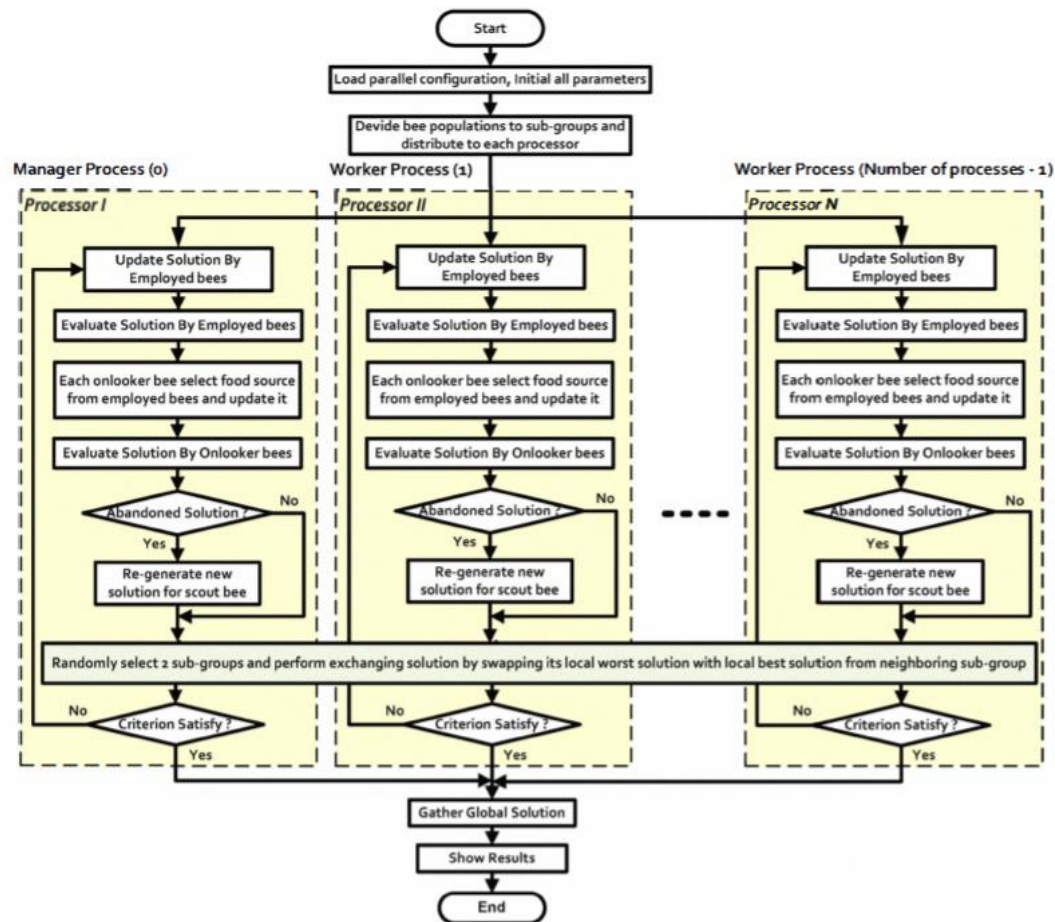 Start
Load parallel configuration, Initial all parameters
Devide bee populations to sub-groups and
distribute to each processor
Manager Process (0)
Processor I
Update Solution By
Employed bees
Evaluate Solution By Employed bees
Each onlooker bee select food source
from employed bees and update it
Evaluate Solution By Onlooker bees
Abandoned Solution ?
No
Yes
Re-generate new
solution for scout bee
Worker Process (1)
Processor II
Update Solution By
Employed bees
Evaluate Solution By Employed bees
Each onlooker bee select food source
from employed bees and update it
Evaluate Solution By Onlooker bees
Abandoned Solution ?
No
Yes
Re-generate new
solution for scout bee
Worker Process (Number of processes - 1)
Processor N
Update Solution By
Employed bees
Evaluate Solution By Employed bees
Each onlooker bee select food source
from employed bees and update it
Evaluate Solution By Onlooker bees
Abandoned Solution ?
No
Yes
Re-generate new
solution for scout bee
Randomly select 2 sub-groups and perform exchanging solution by swapping its local worst solution with local best solution from neighboring sub-group
No
Criterion Satisfy ?
Yes
No
Criterion Satisfy ?
Yes
No
Criterion Satisfy ?
Yes
Gather Global Solution
Show Results
End